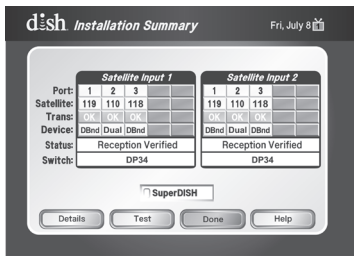 dish Installation Summary Fri, July 8
Satellite Input 1 Satellite Input 2
Port: 1 2 3 1 2 3
Satellite: 119 110 118 119 110 118
Trans: OK OK OK OK OK OK
Device: DBnd Dual DBnd DBnd Dual DBnd
Status: Reception Verified Reception Verified
Switch: DP34 DP34
SuperDISH
Details Test Done Help